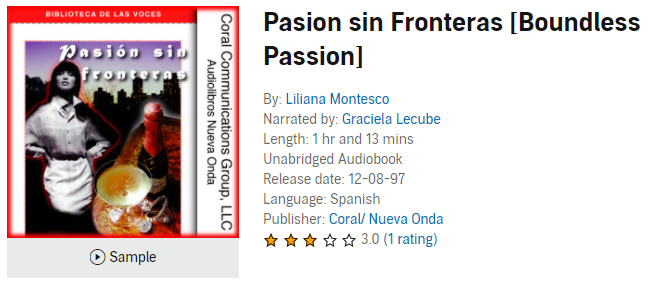 BIBLIOTECA DE LAS VOCES
Pasión sin
fronteras
Coral Communications Group, LLC
Audiolibros Nueva Onda
Sample
Pasion sin Fronteras [Boundless
Passion]
By: Liliana Montesco
Narrated by: Graciela Lecube
Length: 1 hr and 13 mins
Unabridged Audiobook
Release date: 12-08-97
Language: Spanish
Publisher: Coral/ Nueva Onda
3.0 (1 rating)